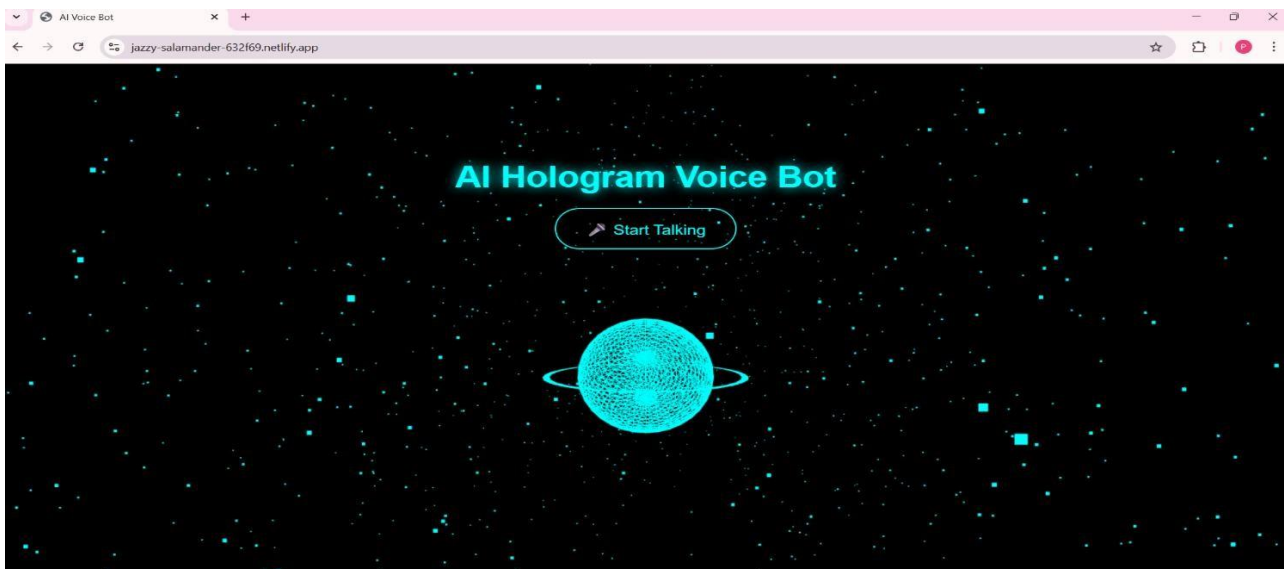 AI Voice Bot
jazzy-salamander-632f69.netlify.app
P
AI Hologram Voice Bot
🎤 Start Talking